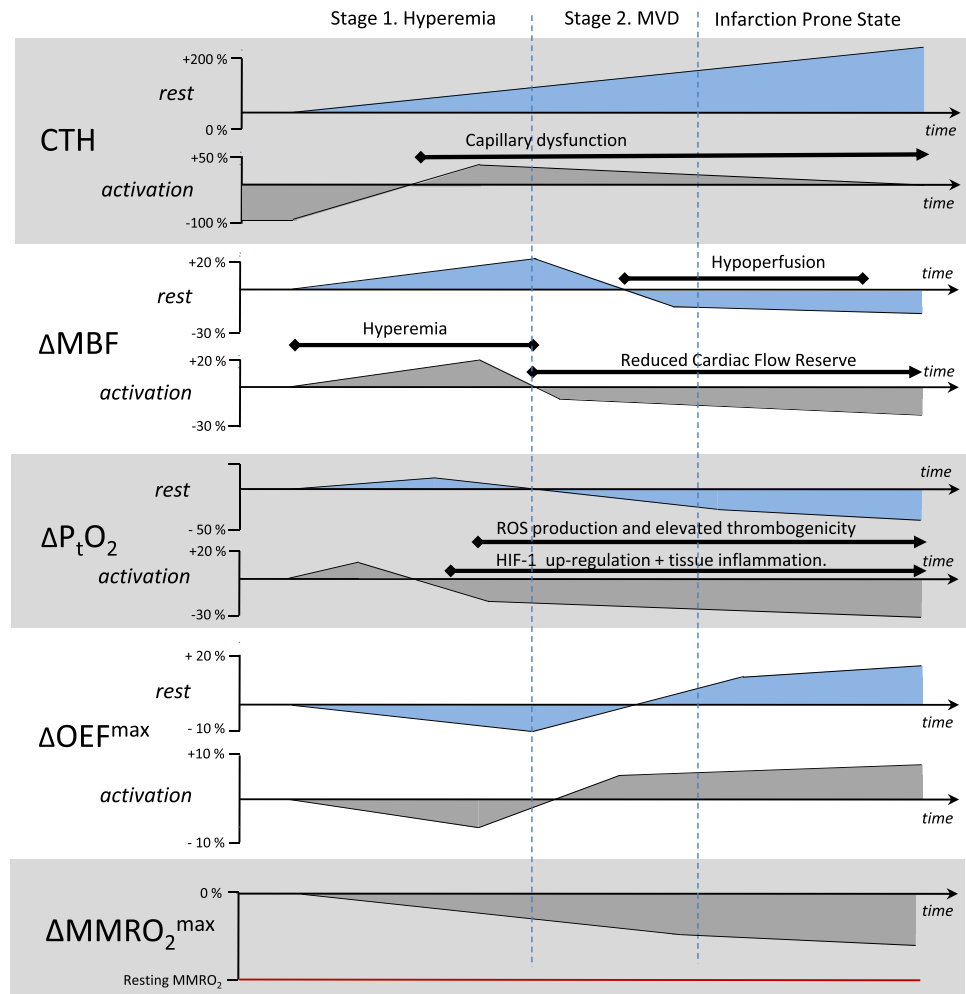 Stage 1. Hyperemia
Stage 2. MVD
Infarction Prone State
+200 %
rest
0 %
time
CTH
Capillary dysfunction
+50 %
activation
-100 %
time
+20 %
Hypoperfusion
time
rest
-30 %
ΔMBF
Hyperemia
+20 %
Reduced Cardiac Flow Reserve
time
activation
-30 %
time
rest
- 50 %
ROS production and elevated thrombogenicity
ΔPtO2
+20 %
HIF-1 up-regulation + tissue inflammation.
time
activation
-30 %
+ 20 %
rest
- 10 %
time
ΔOEFmax
+10 %
activation
time
- 10 %
0 %
time
ΔMMRO2max
Resting MMRO2